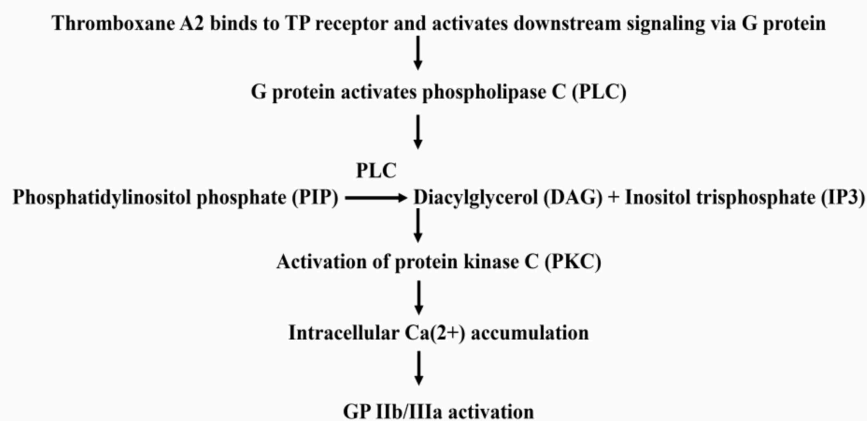 Thromboxane A2 binds to TP receptor and activates downstream signaling via G protein
G protein activates phospholipase C (PLC)
PLC
Phosphatidylinositol phosphate (PIP) Diacylglycerol (DAG) + Inositol trisphosphate (IP3)
Activation of protein kinase C (PKC)
Intracellular Ca(2+) accumulation
GP IIb/IIIa activation